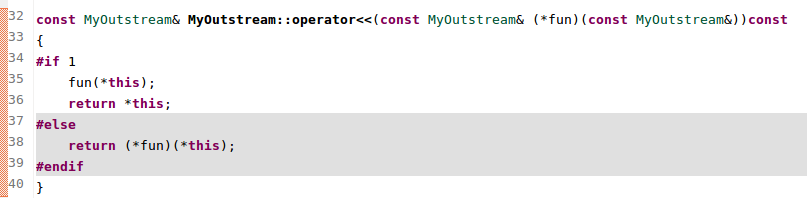 32 const MyOutstream& MyOutstream::operator<<(const MyOutstream& (*fun)(const MyOutstream&))const
33 {
34 #if 1
35     fun(*this);
36     return *this;
37 #else
38     return (*fun)(*this);
39 #endif
40 }